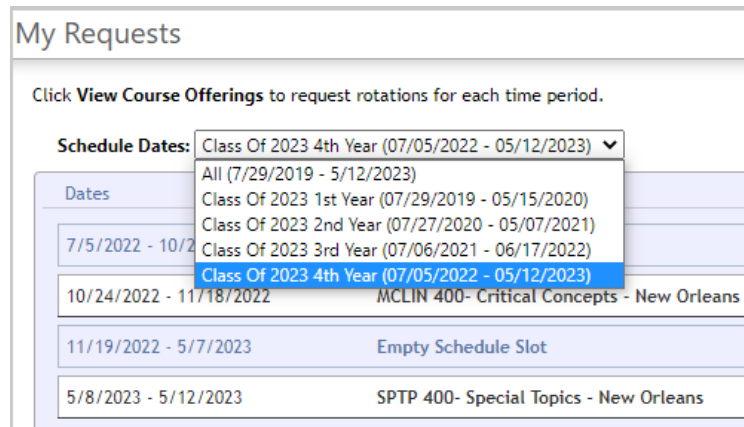 My Requests
Click View Course Offerings to request rotations for each time period.
Schedule Dates: Class Of 2023 4th Year (07/05/2022 - 05/12/2023)
All (7/29/2019 - 5/12/2023)
Class Of 2023 1st Year (07/29/2019 - 05/15/2020)
Class Of 2023 2nd Year (07/27/2020 - 05/07/2021)
Class Of 2023 3rd Year (07/06/2021 - 06/17/2022)
Class Of 2023 4th Year (07/05/2022 - 05/12/2023)
Dates
7/5/2022 - 10/2
10/24/2022 - 11/18/2022 MCLIN 400- Critical Concepts - New Orleans
11/19/2022 - 5/7/2023 Empty Schedule Slot
5/8/2023 - 5/12/2023 SPTP 400- Special Topics - New Orleans